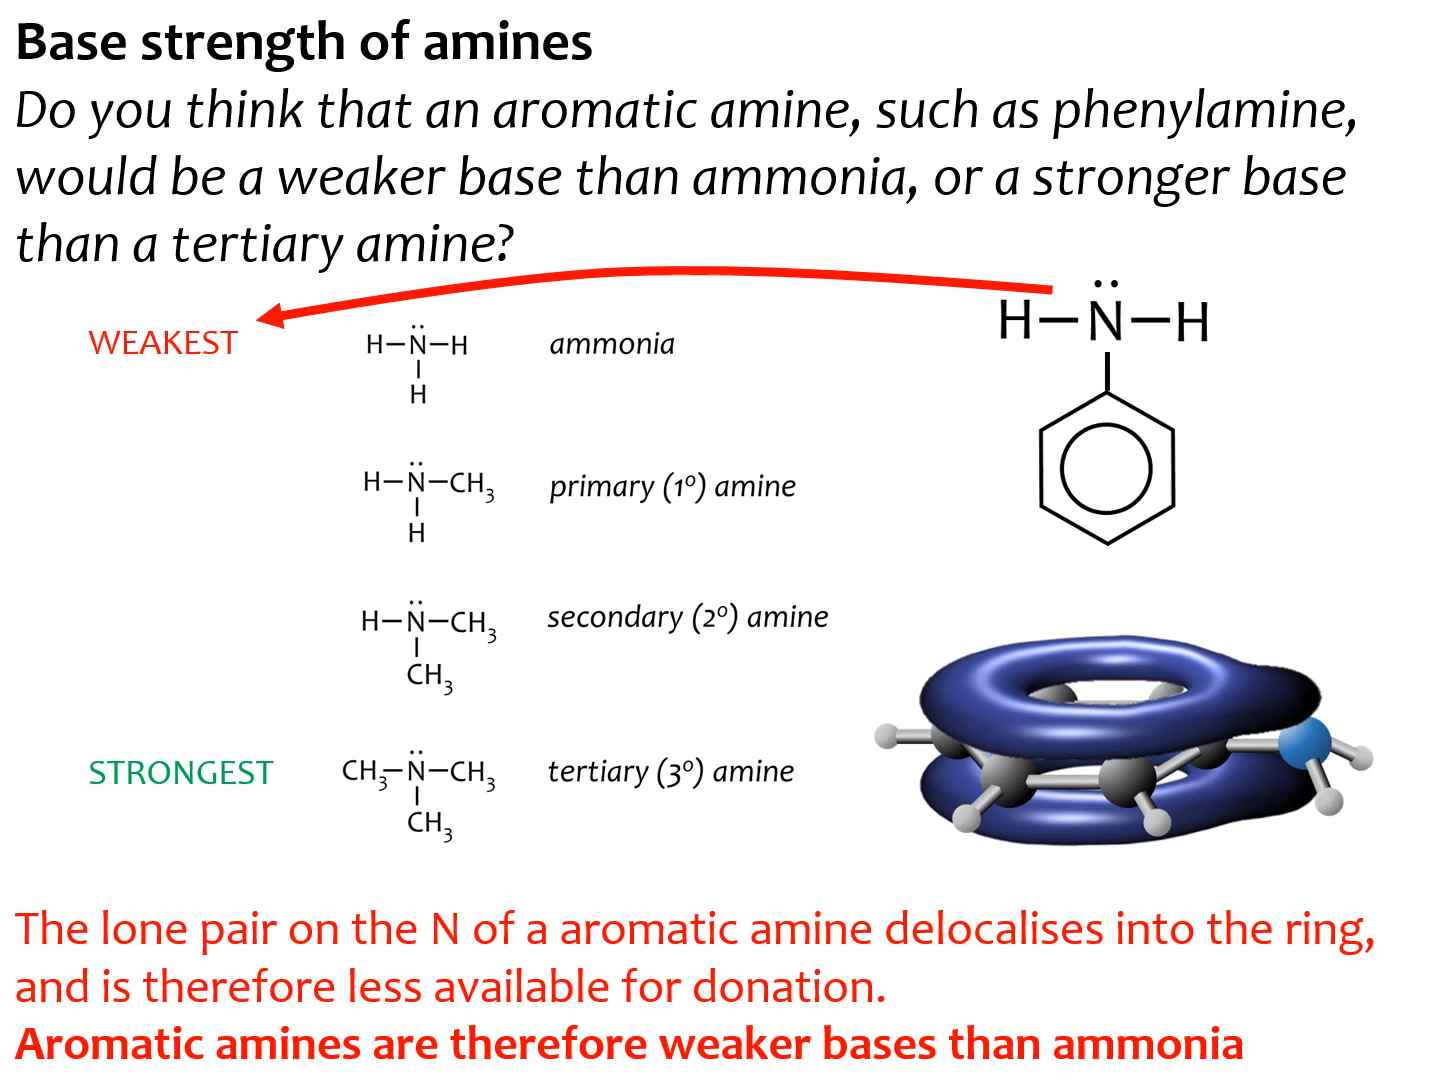 Base strength of amines
Do you think that an aromatic amine, such as phenylamine,
would be a weaker base than ammonia, or a stronger base
than a tertiary amine?
H–N–H
WEAKEST
H–N–H
H
ammonia
H–N–CH₃
H
primary (1º) amine
H–N–CH₃
CH₃
secondary (2º) amine
STRONGEST
CH₃–N–CH₃
CH₃
tertiary (3º) amine
The lone pair on the N of a aromatic amine delocalises into the ring,
and is therefore less available for donation.
Aromatic amines are therefore weaker bases than ammonia